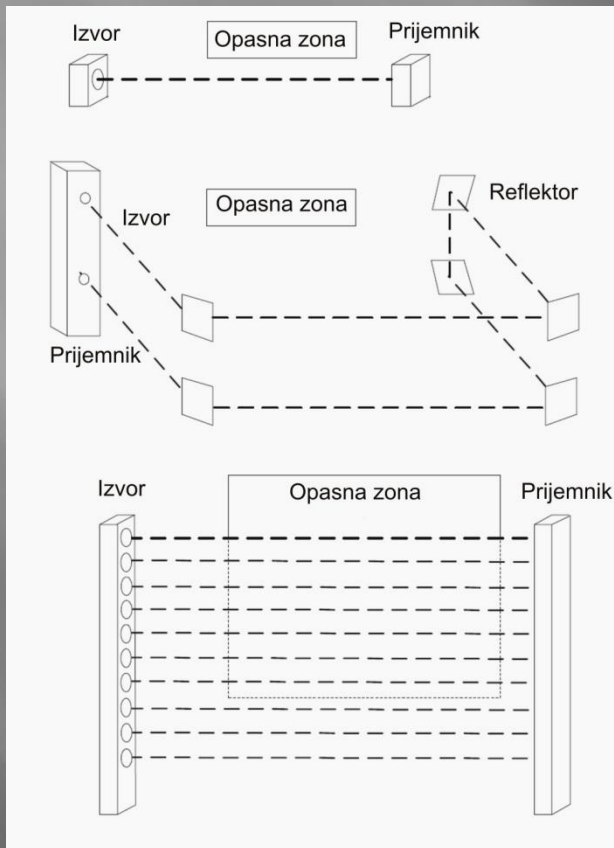 Izvor
Opasna zona
Prijemnik
Opasna zona
Reflektor
Izvor
Prijemnik
Izvor
Opasna zona
Prijemnik